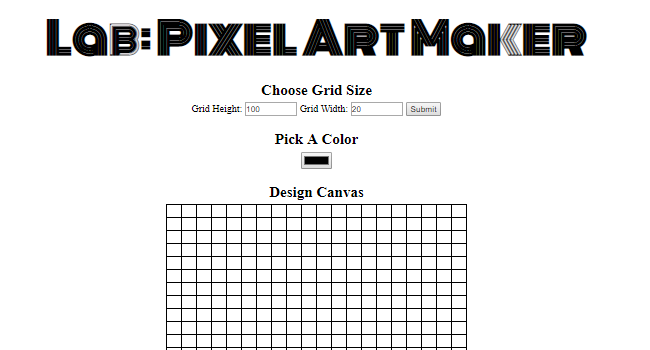 Lab: Pixel Art Maker
Choose Grid Size
Grid Height: 100 Grid Width: 20 Submit
Pick A Color
Design Canvas